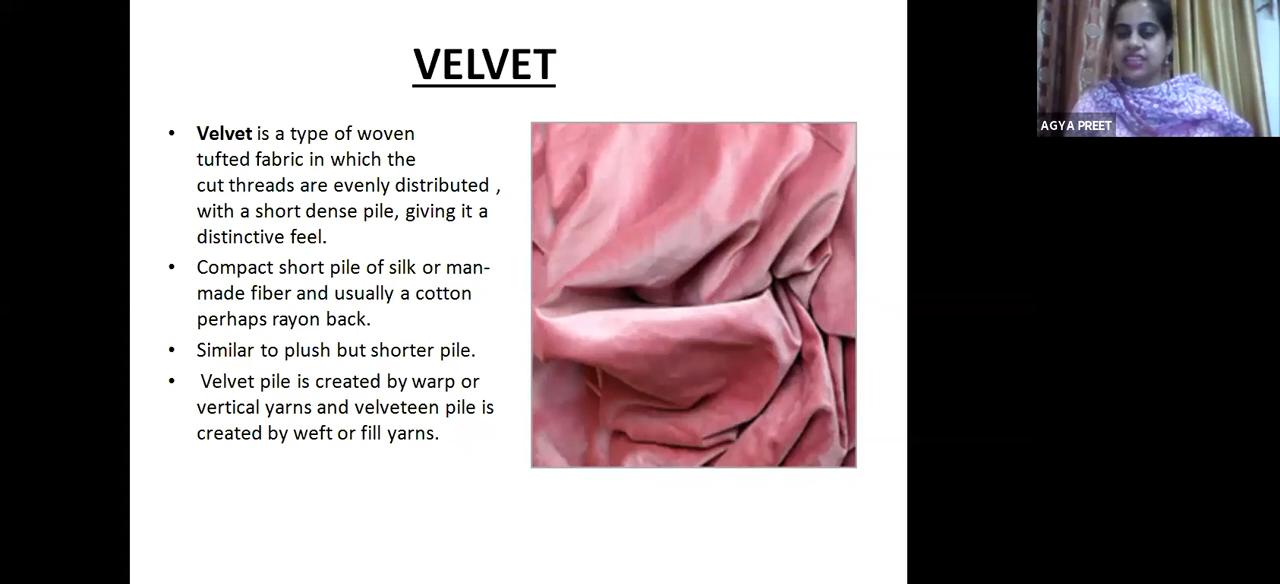 VELVET
• Velvet is a type of woven
tufted fabric in which the
cut threads are evenly distributed ,
with a short dense pile, giving it a
distinctive feel.
• Compact short pile of silk or man-
made fiber and usually a cotton
perhaps rayon back.
• Similar to plush but shorter pile.
• Velvet pile is created by warp or
vertical yarns and velveteen pile is
created by weft or fill yarns.
AGYA PREET